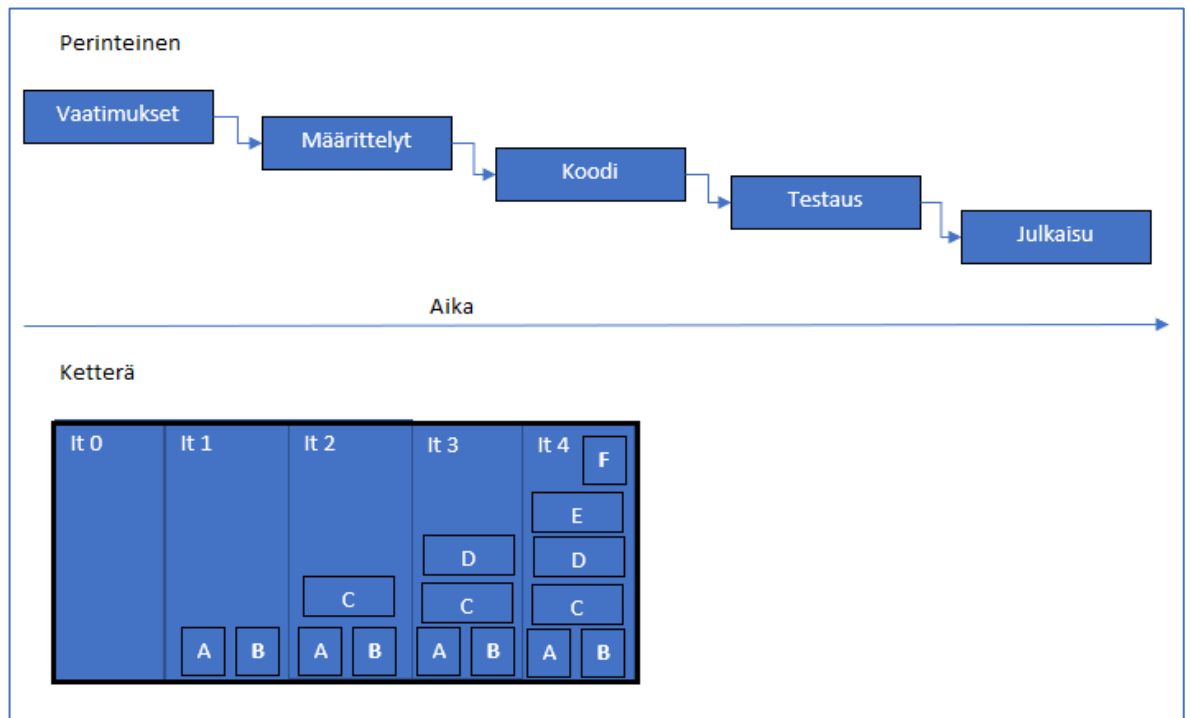 Perinteinen
Vaatimukset
Määrittelyt
Koodi
Testaus
Julkaisu
Aika
Ketterä
It 0 It 1 It 2 It 3 It 4 F
E
D D
C C C
A B A B A B A B